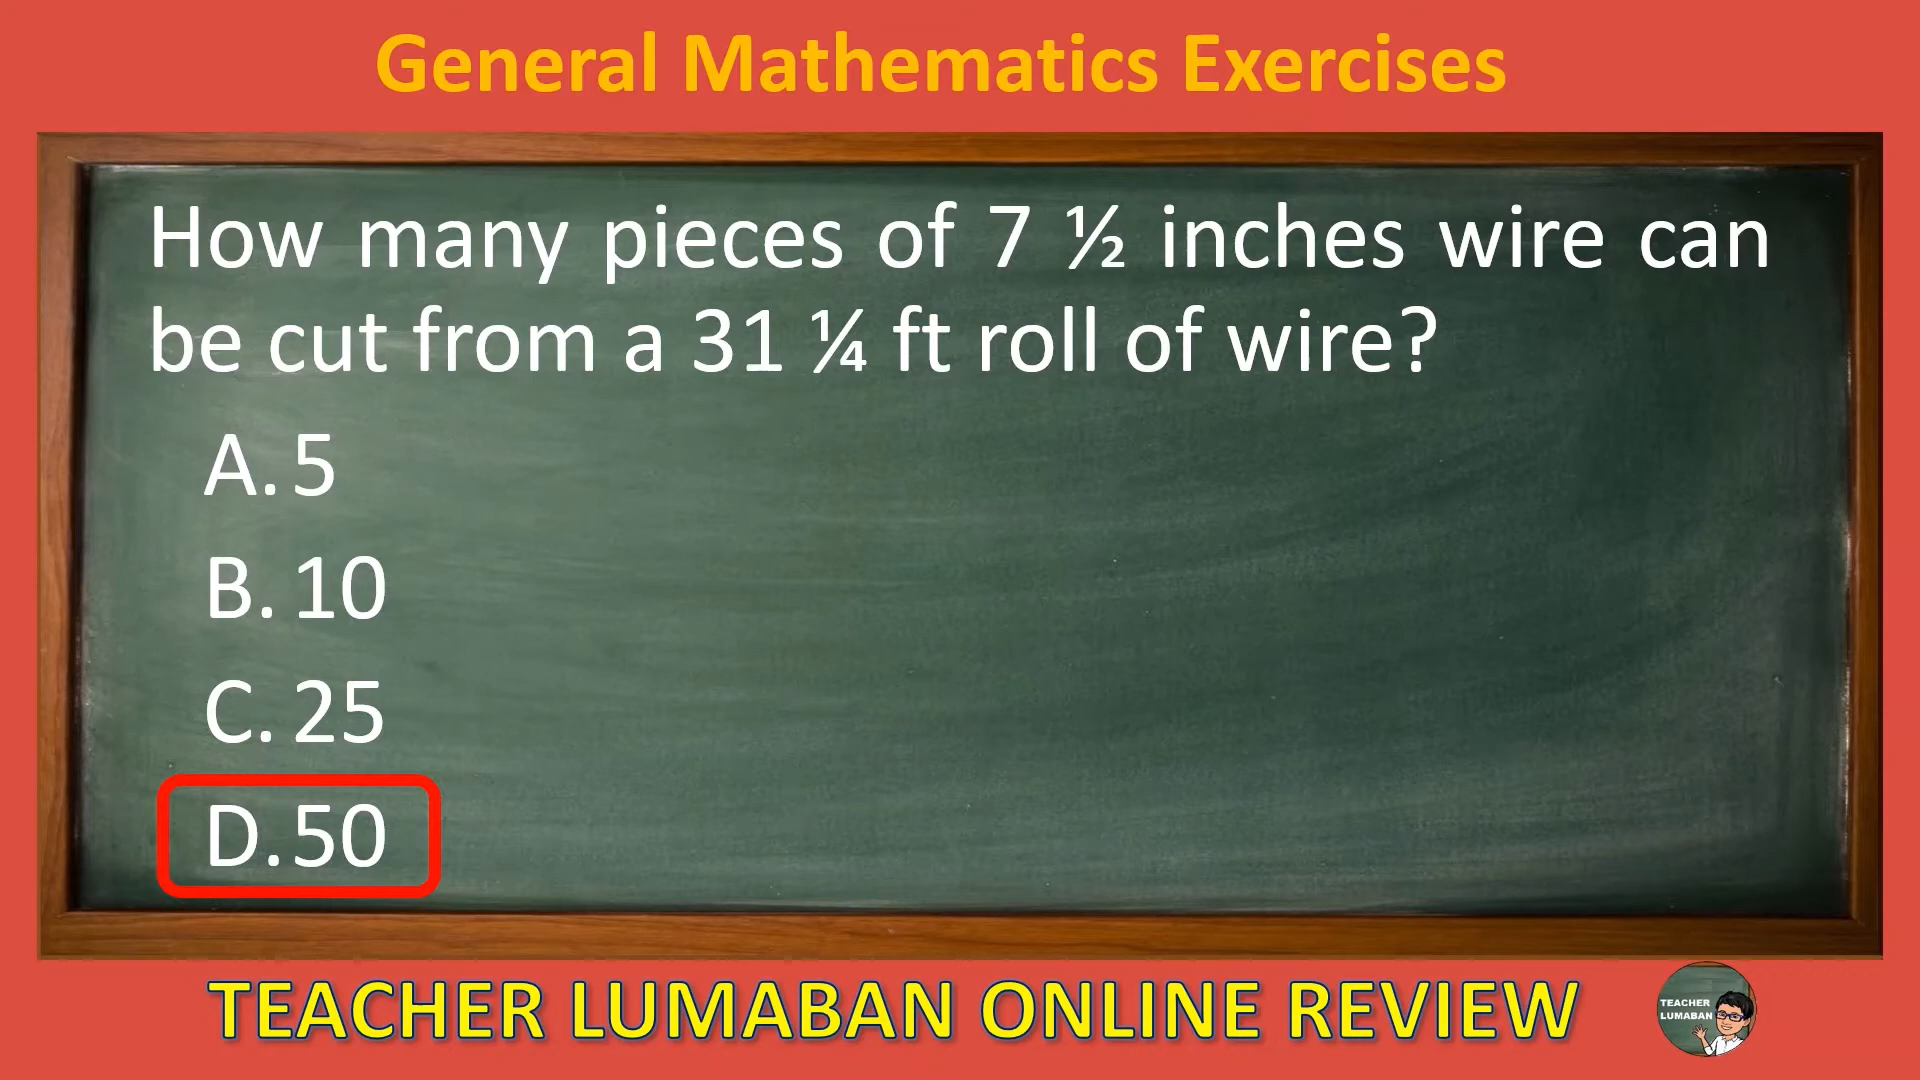 General Mathematics Exercises
How many pieces of 7 ½ inches wire can
be cut from a 31 ¼ ft roll of wire?
A. 5
B. 10
C. 25
D. 50
TEACHER LUMABAN ONLINE REVIEW
TEACHER
LUMABAN